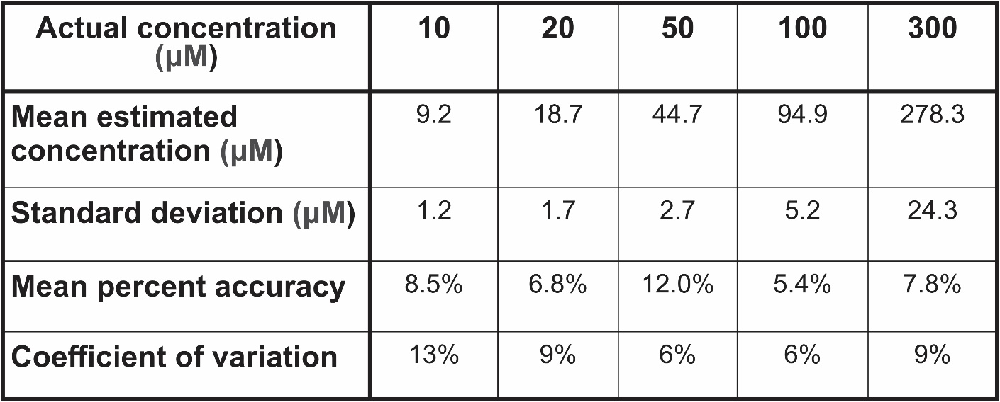 Actual concentration (μM) 10 20 50 100 300
Mean estimated concentration (μM) 9.2 18.7 44.7 94.9 278.3
Standard deviation (μM) 1.2 1.7 2.7 5.2 24.3
Mean percent accuracy 8.5% 6.8% 12.0% 5.4% 7.8%
Coefficient of variation 13% 9% 6% 6% 9%